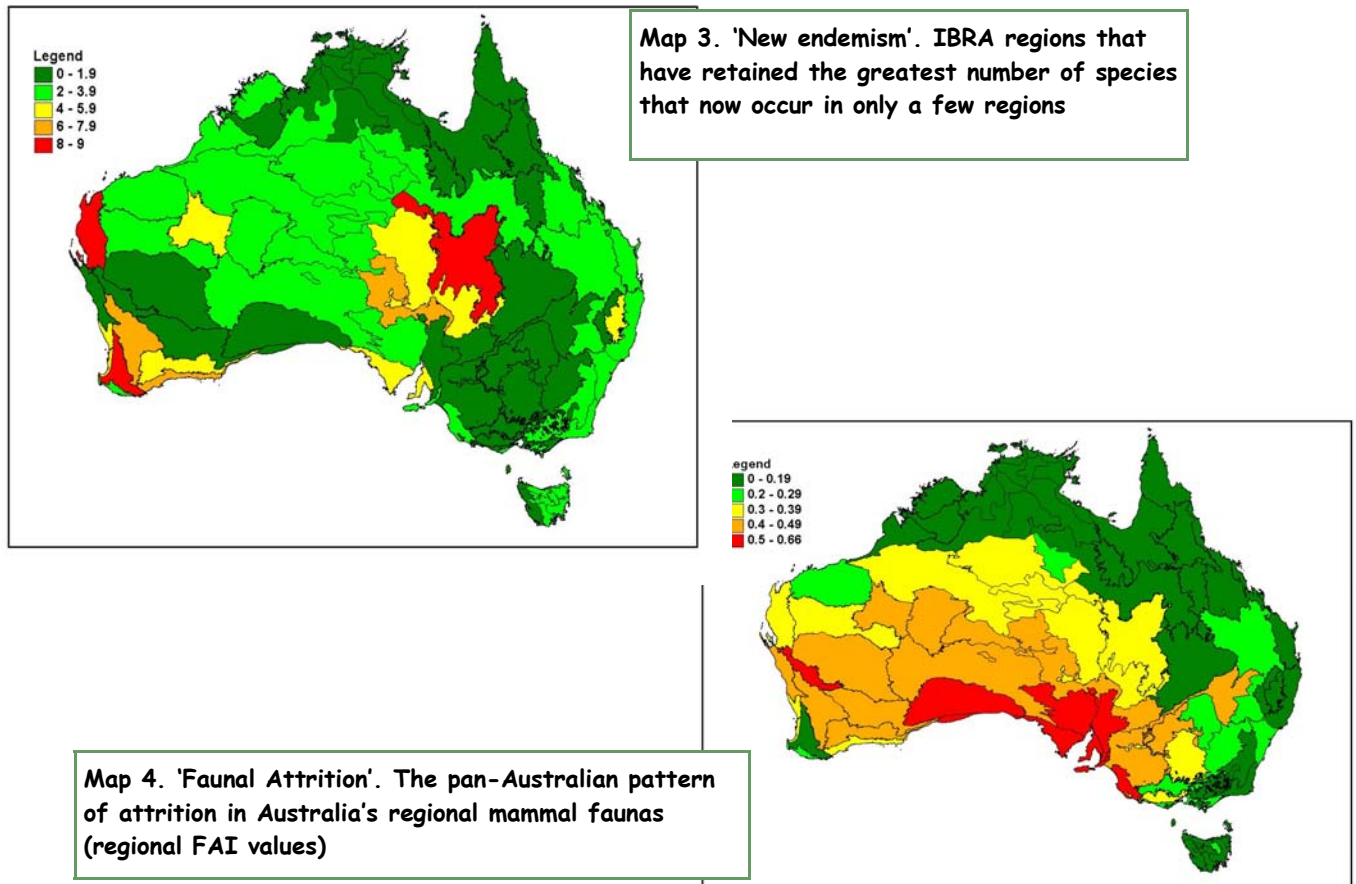 Legend
0 - 1.9
2 - 3.9
4 - 5.9
6 - 7.9
8 - 9
Map 3. ‘New endemism’. IBRA regions that
have retained the greatest number of species
that now occur in only a few regions
egend
0 - 0.19
0.2 - 0.29
0.3 - 0.39
0.4 - 0.49
0.5 - 0.66
Map 4. ‘Faunal Attrition’. The pan-Australian pattern
of attrition in Australia’s regional mammal faunas
(regional FAI values)